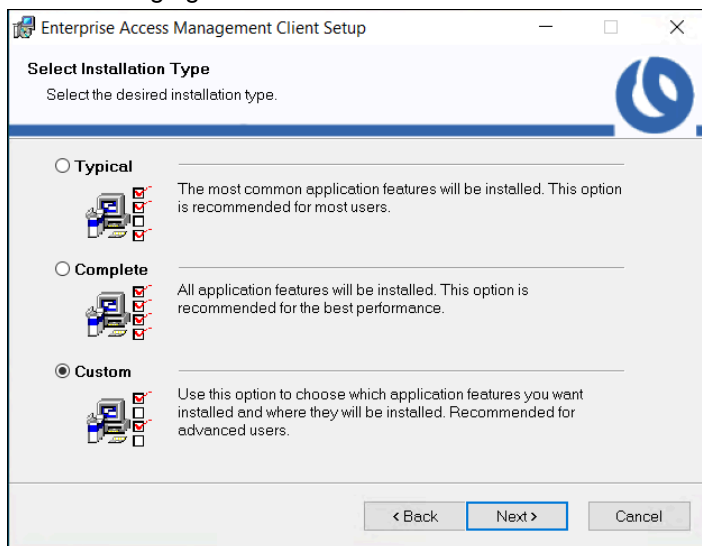 Enterprise Access Management Client Setup
Select Installation Type
Select the desired installation type.
Typical
The most common application features will be installed. This option
is recommended for most users.
Complete
All application features will be installed. This option is
recommended for the best performance.
Custom
Use this option to choose which application features you want
installed and where they will be installed. Recommended for
advanced users.
< Back Next > Cancel